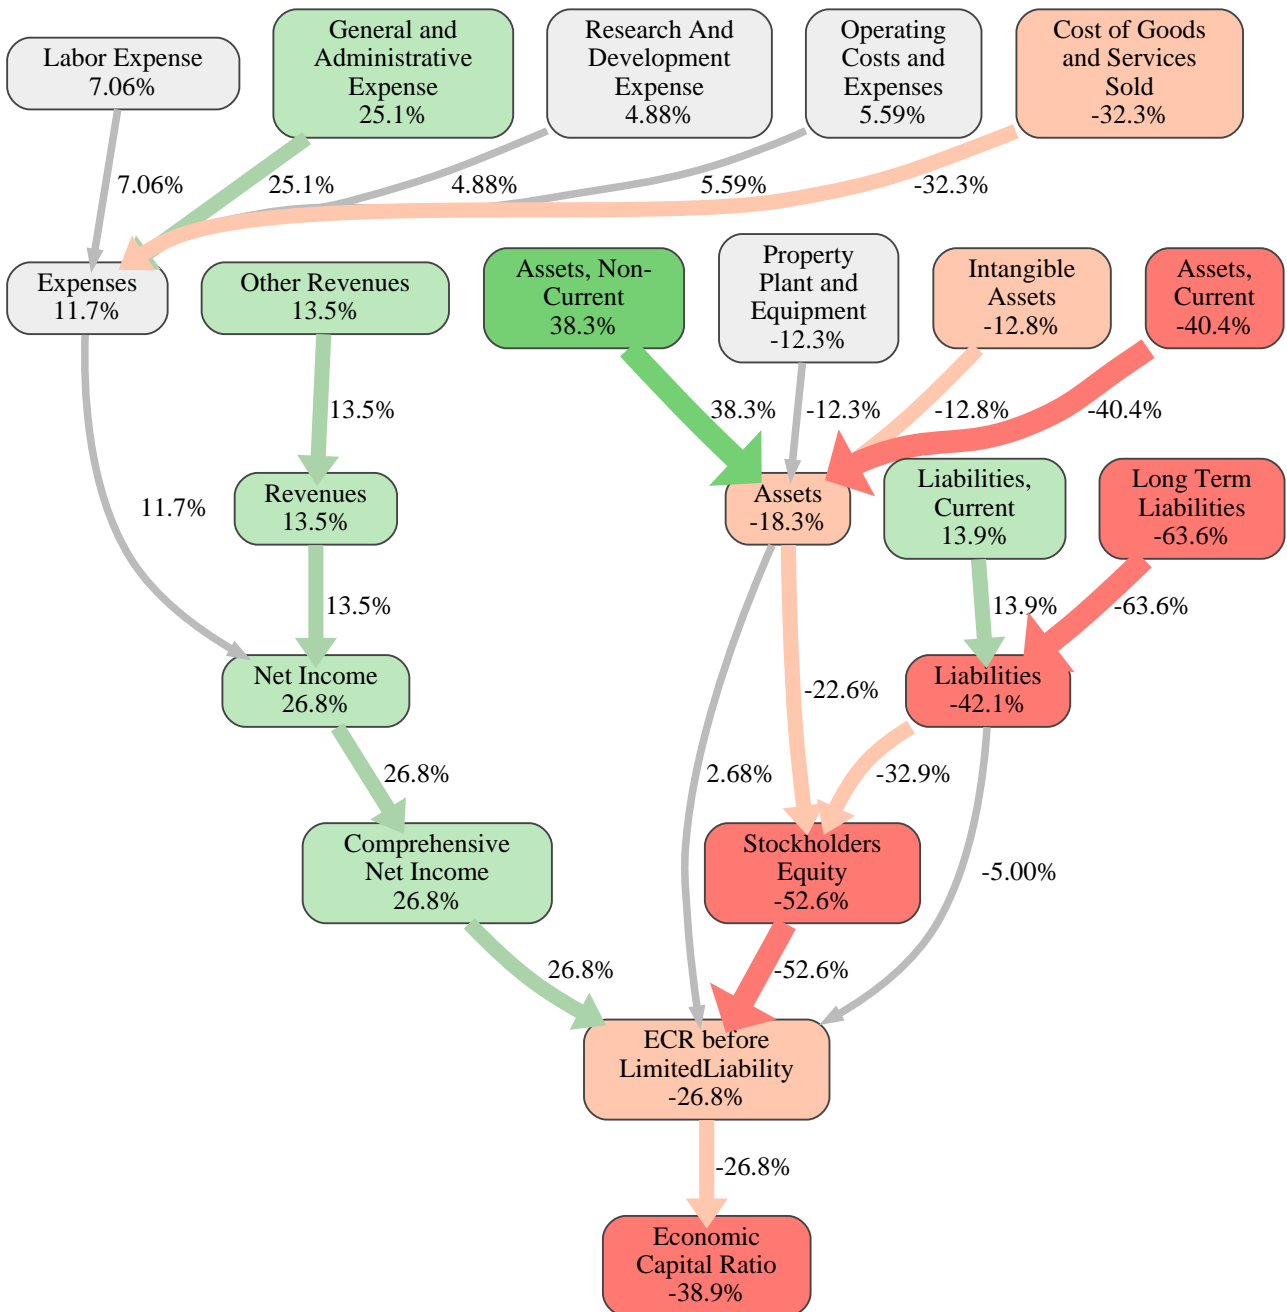 Labor Expense
7.06%
General and
Administrative
Expense
25.1%
Research And
Development
Expense
4.88%
Operating
Costs and
Expenses
5.59%
Cost of Goods
and Services
Sold
-32.3%
7.06%
25.1%
4.88%
5.59%
-32.3%
Expenses
11.7%
Other Revenues
13.5%
Assets, Non-
Current
38.3%
Property
Plant and
Equipment
-12.3%
Intangible
Assets
-12.8%
Assets,
Current
-40.4%
13.5%
38.3%
-12.3%
-12.8%
-40.4%
11.7%
Revenues
13.5%
Assets
-18.3%
Liabilities,
Current
13.9%
Long Term
Liabilities
-63.6%
13.5%
13.9%
-63.6%
Net Income
26.8%
-22.6%
Liabilities
-42.1%
26.8%
2.68%
-32.9%
Comprehensive
Net Income
26.8%
Stockholders
Equity
-52.6%
-5.00%
26.8%
-52.6%
ECR before
LimitedLiability
-26.8%
-26.8%
Economic
Capital Ratio
-38.9%